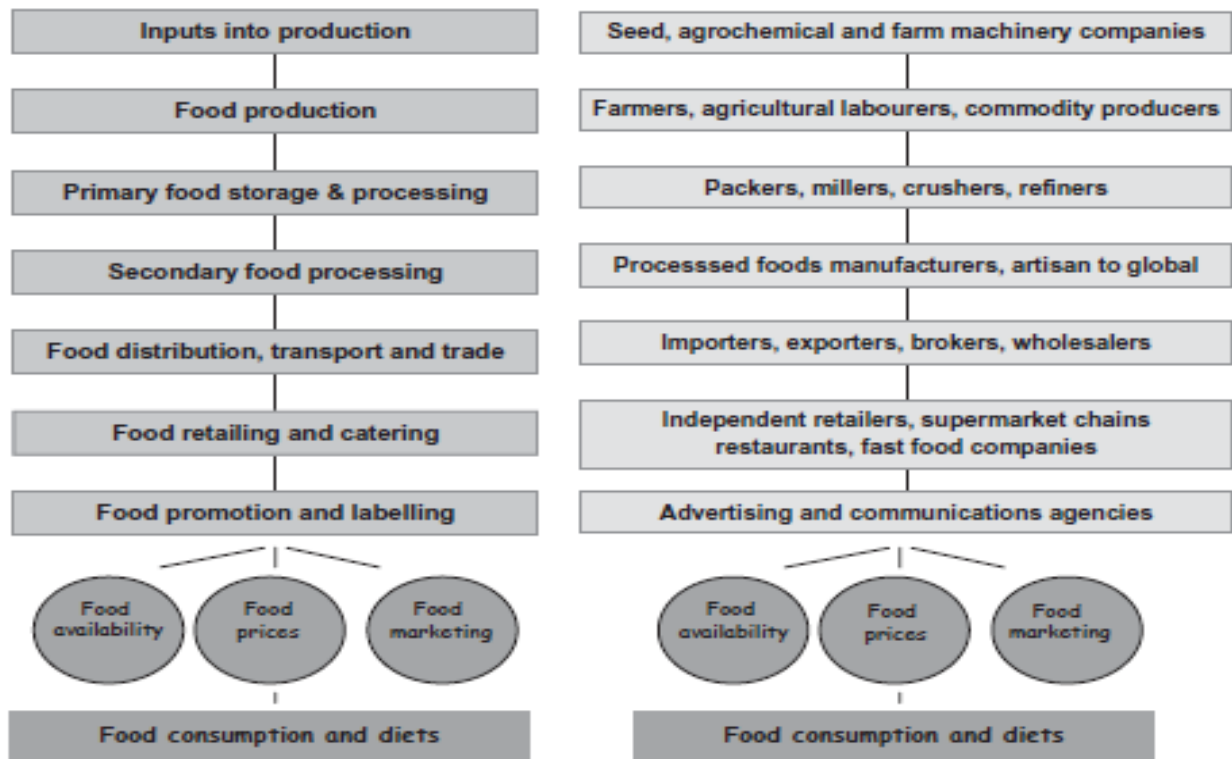 Inputs into production
Food production
Primary food storage & processing
Secondary food processing
Food distribution, transport and trade
Food retailing and catering
Food promotion and labelling
Food
availability
Food
prices
Food
marketing
Food consumption and diets
Seed, agrochemical and farm machinery companies
Farmers, agricultural labourers, commodity producers
Packers, millers, crushers, refiners
Processsed foods manufacturers, artisan to global
Importers, exporters, brokers, wholesalers
Independent retailers, supermarket chains
restaurants, fast food companies
Advertising and communications agencies
Food
availability
Food
prices
Food
marketing
Food consumption and diets